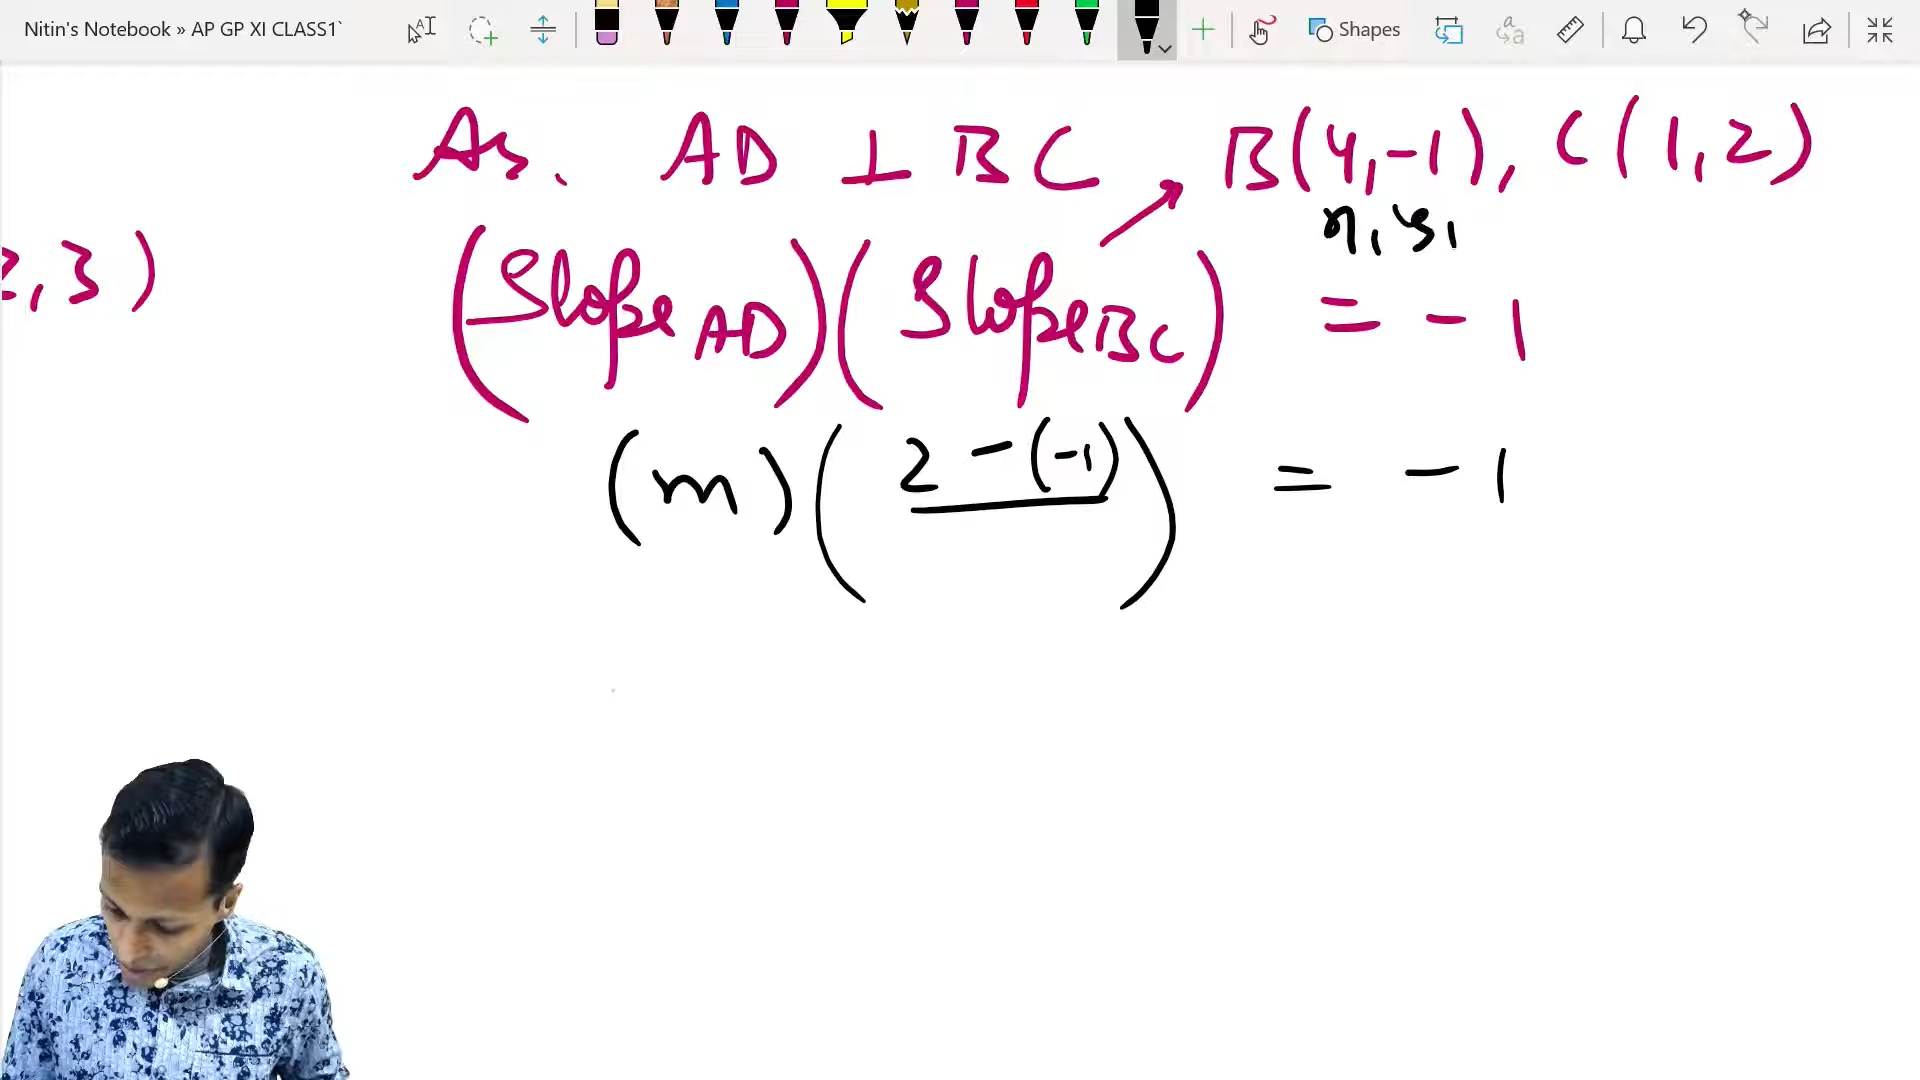 Nitin's Notebook » AP GP XI CLASS1`
Shapes
As. AD ⊥ BC B(4,-1), C(1,2)
x₁ y₁
2,3)
(Slope AD)(Slope BC) = -1
(m)(2-(-1)/) = -1